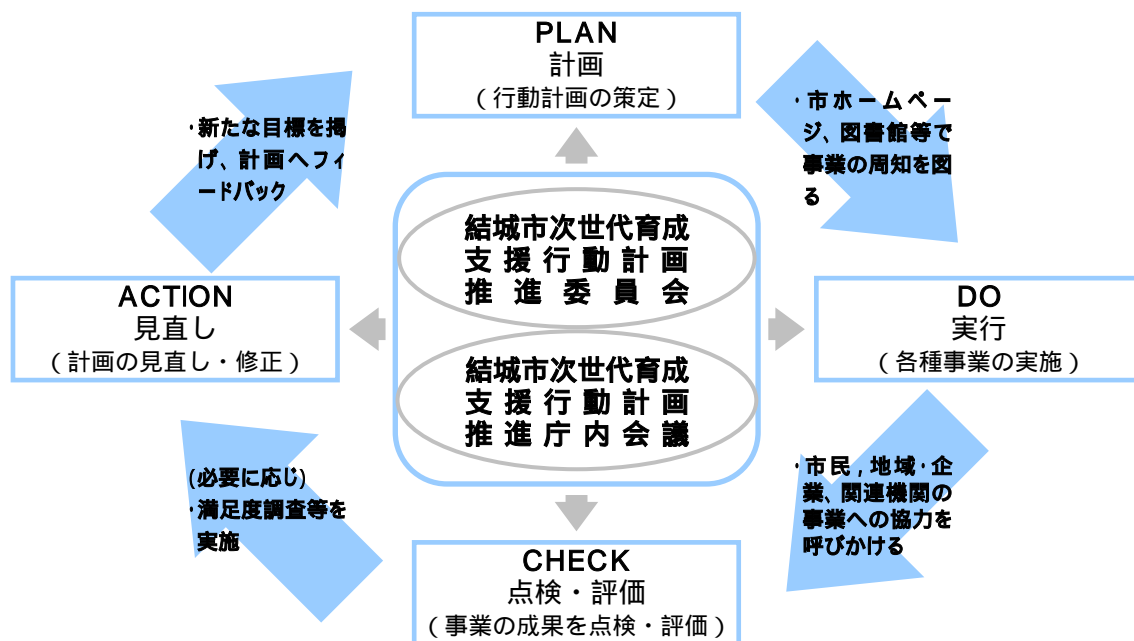 PLAN
計画
（行動計画の策定）
・新たな目標を掲
げ、計画へフィ
ードバック
・市ホームペー
ジ、図書館等で
事業の周知を図
る
結城市次世代育成
支援行動計画
推進委員会
ACTION
見直し
（計画の見直し・修正）
DO
実行
（各種事業の実施）
結城市次世代育成
支援行動計画
推進庁内会議
(必要に応じ)
・満足度調査等を
実施
・市民，地域・企
業、関連機関の
事業への協力を
呼びかける
CHECK
点検・評価
（事業の成果を点検・評価）